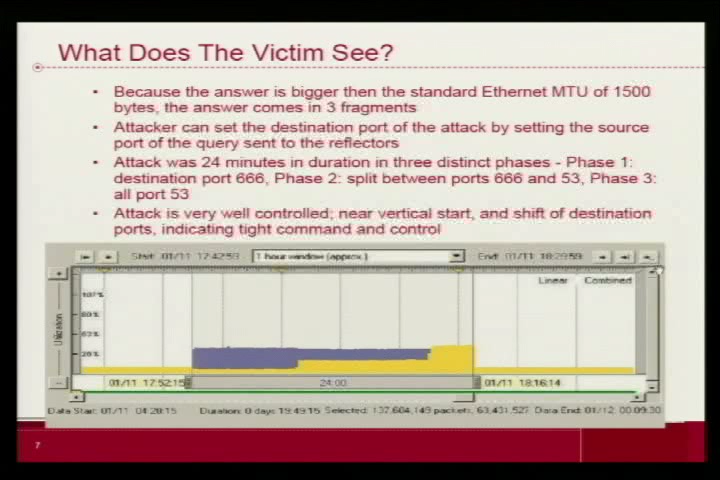 What Does The Victim See?
• Because the answer is bigger then the standard Ethernet MTU of 1500
bytes, the answer comes in 3 fragments
• Attacker can set the destination port of the attack by setting the source
port of the query sent to the reflectors
• Attack was 24 minutes in duration in three distinct phases - Phase 1:
destination port 666, Phase 2: split between ports 666 and 53, Phase 3:
all port 53
• Attack is very well controlled; near vertical start, and shift of destination
ports, indicating tight command and control
Start: 01/11 17:42:59 1 hour window (approx.) End: 01/11 18:29:59
Linear Combined
Utilization
20%
01/11 17:52:15 24:00 01/11 18:16:14
Data Start: 01/11 04:20:15 Duration: 0 days 19:49:15 Selected: 137,604,149 packets, 63,431,527 Data End: 01/12, 00:09:30
7